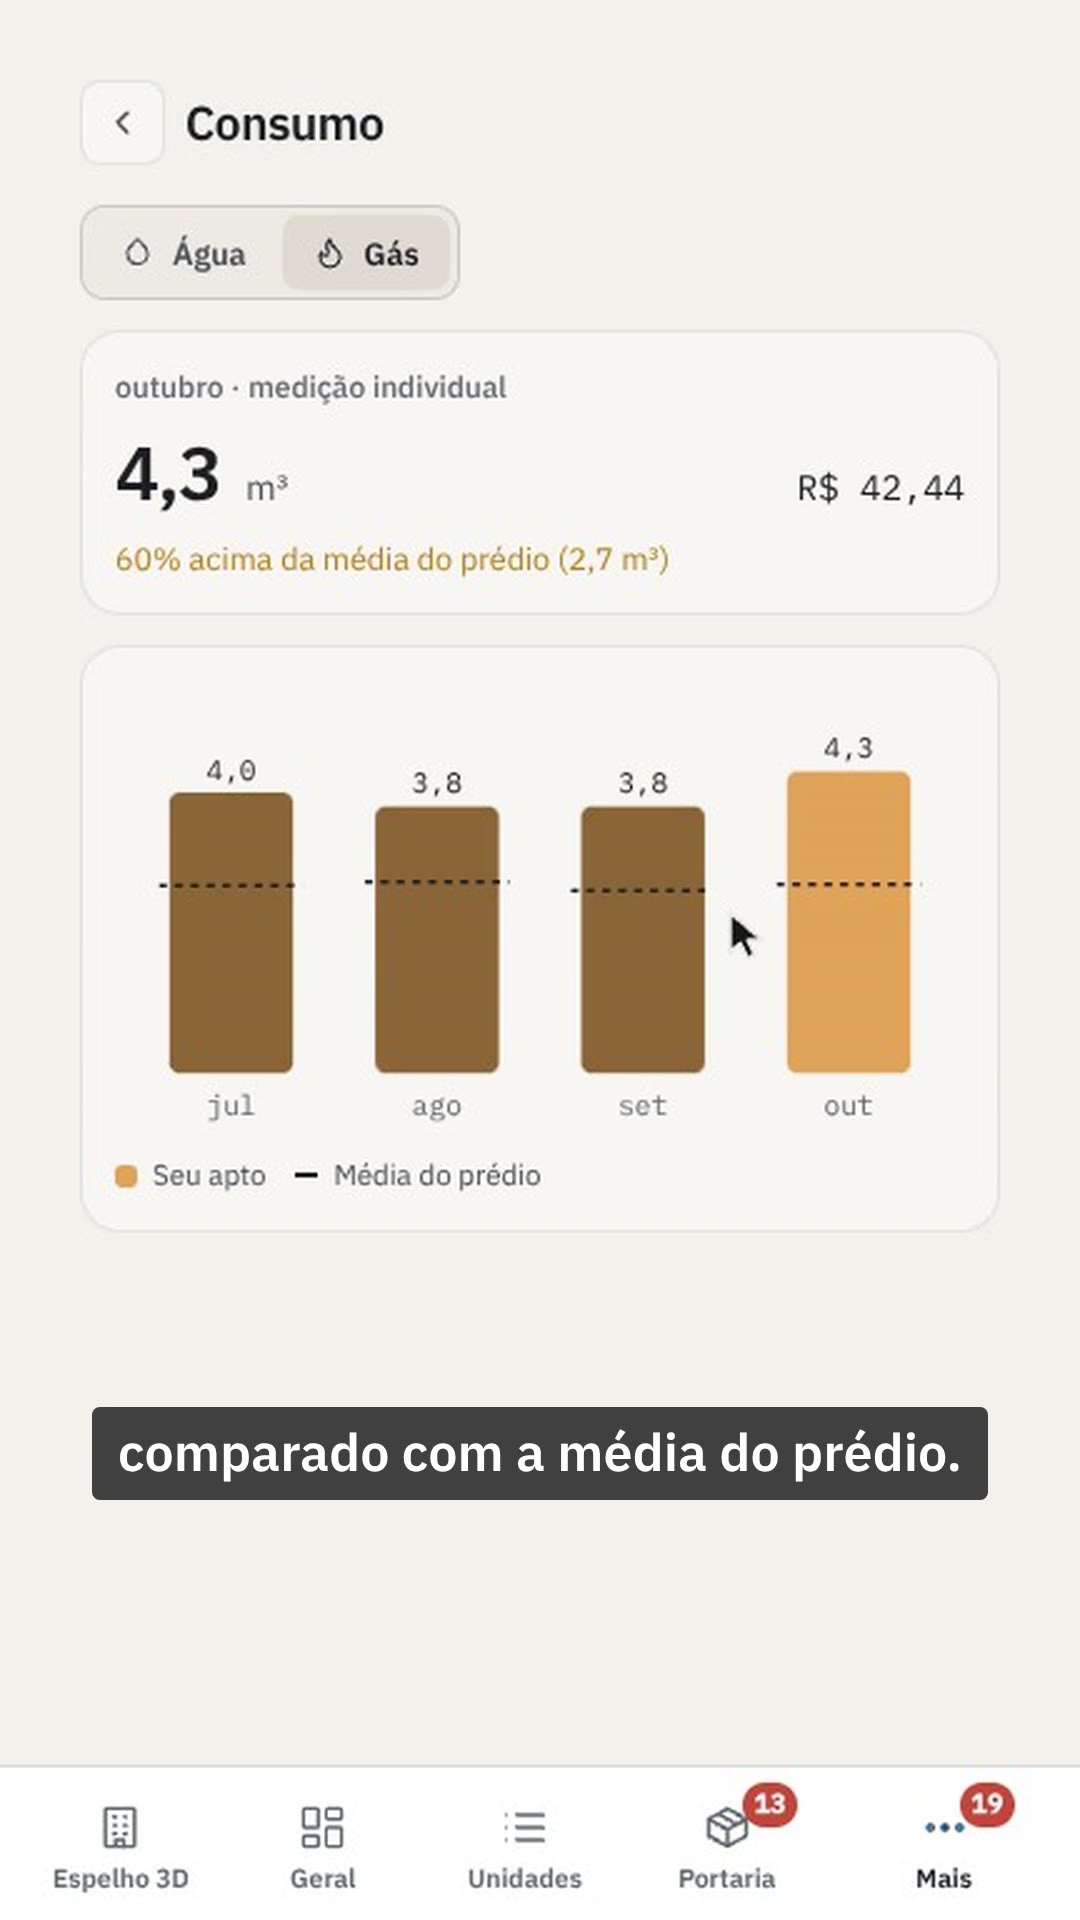 Consumo
Água
Gás
outubro · medição individual
4,3 m³
R$ 42,44
60% acima da média do prédio (2,7 m³)
4,0
3,8
3,8
4,3
jul
ago
set
out
Seu apto
Média do prédio
comparado com a média do prédio.
13
19
Espelho 3D
Geral
Unidades
Portaria
Mais